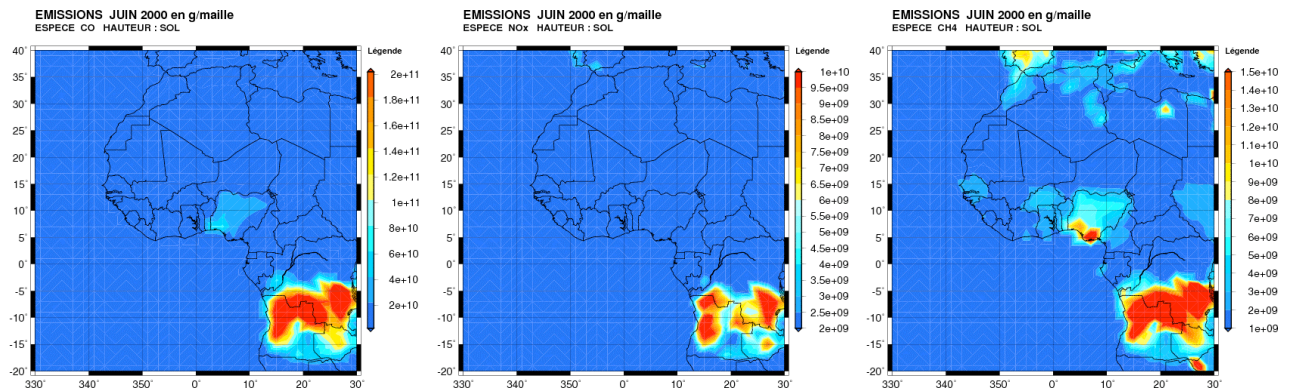 EMISSIONS JUIN 2000 en g/maille
ESPECE CO HAUTEUR : SOL
Légende
40°
35°
30°
25°
20°
15°
10°
5°
0°
-5°
-10°
-15°
-20°
330°
340°
350°
0°
10°
20°
30°
2e+11
1.8e+11
1.6e+11
1.4e+11
1.2e+11
1e+11
8e+10
6e+10
4e+10
2e+10
EMISSIONS JUIN 2000 en g/maille
ESPECE NOx HAUTEUR : SOL
Légende
40°
35°
30°
25°
20°
15°
10°
5°
0°
-5°
-10°
-15°
-20°
330°
340°
350°
0°
10°
20°
30°
1e+10
9.5e+09
9e+09
8.5e+09
8e+09
7.5e+09
7e+09
6.5e+09
6e+09
5.5e+09
5e+09
4.5e+09
4e+09
3.5e+09
3e+09
2.5e+09
2e+09
EMISSIONS JUIN 2000 en g/maille
ESPECE CH4 HAUTEUR : SOL
Légende
40°
35°
30°
25°
20°
15°
10°
5°
0°
-5°
-10°
-15°
-20°
330°
340°
350°
0°
10°
20°
30°
1.5e+10
1.4e+10
1.3e+10
1.2e+10
1.1e+10
1e+10
9e+09
8e+09
7e+09
6e+09
5e+09
4e+09
3e+09
2e+09
1e+09